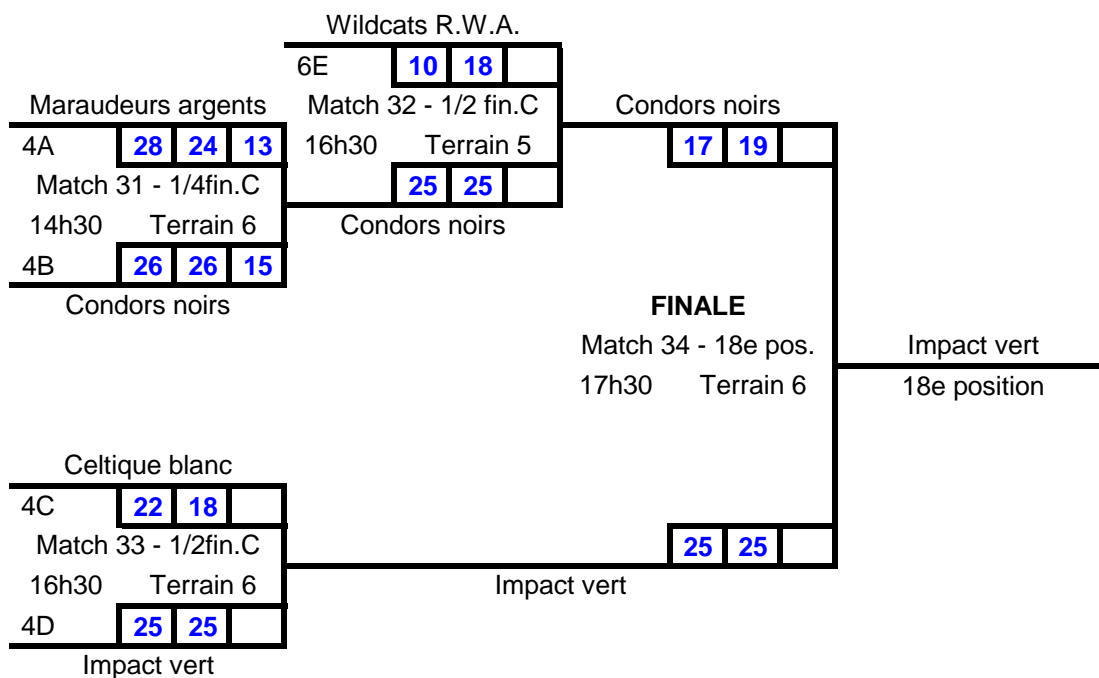 Wildcats R.W.A.
6E 10 18
Maraudeurs argents
Match 32 - 1/2 fin.C
Condors noirs
4A 28 24 13
16h30 Terrain 5
17 19
Match 31 - 1/4fin.C
25 25
14h30 Terrain 6
Condors noirs
4B 26 26 15
Condors noirs
FINALE
Match 34 - 18e pos.
Impact vert
17h30 Terrain 6
18e position
Celtique blanc
4C 22 18
Match 33 - 1/2fin.C
25 25
16h30 Terrain 6
Impact vert
4D 25 25
Impact vert